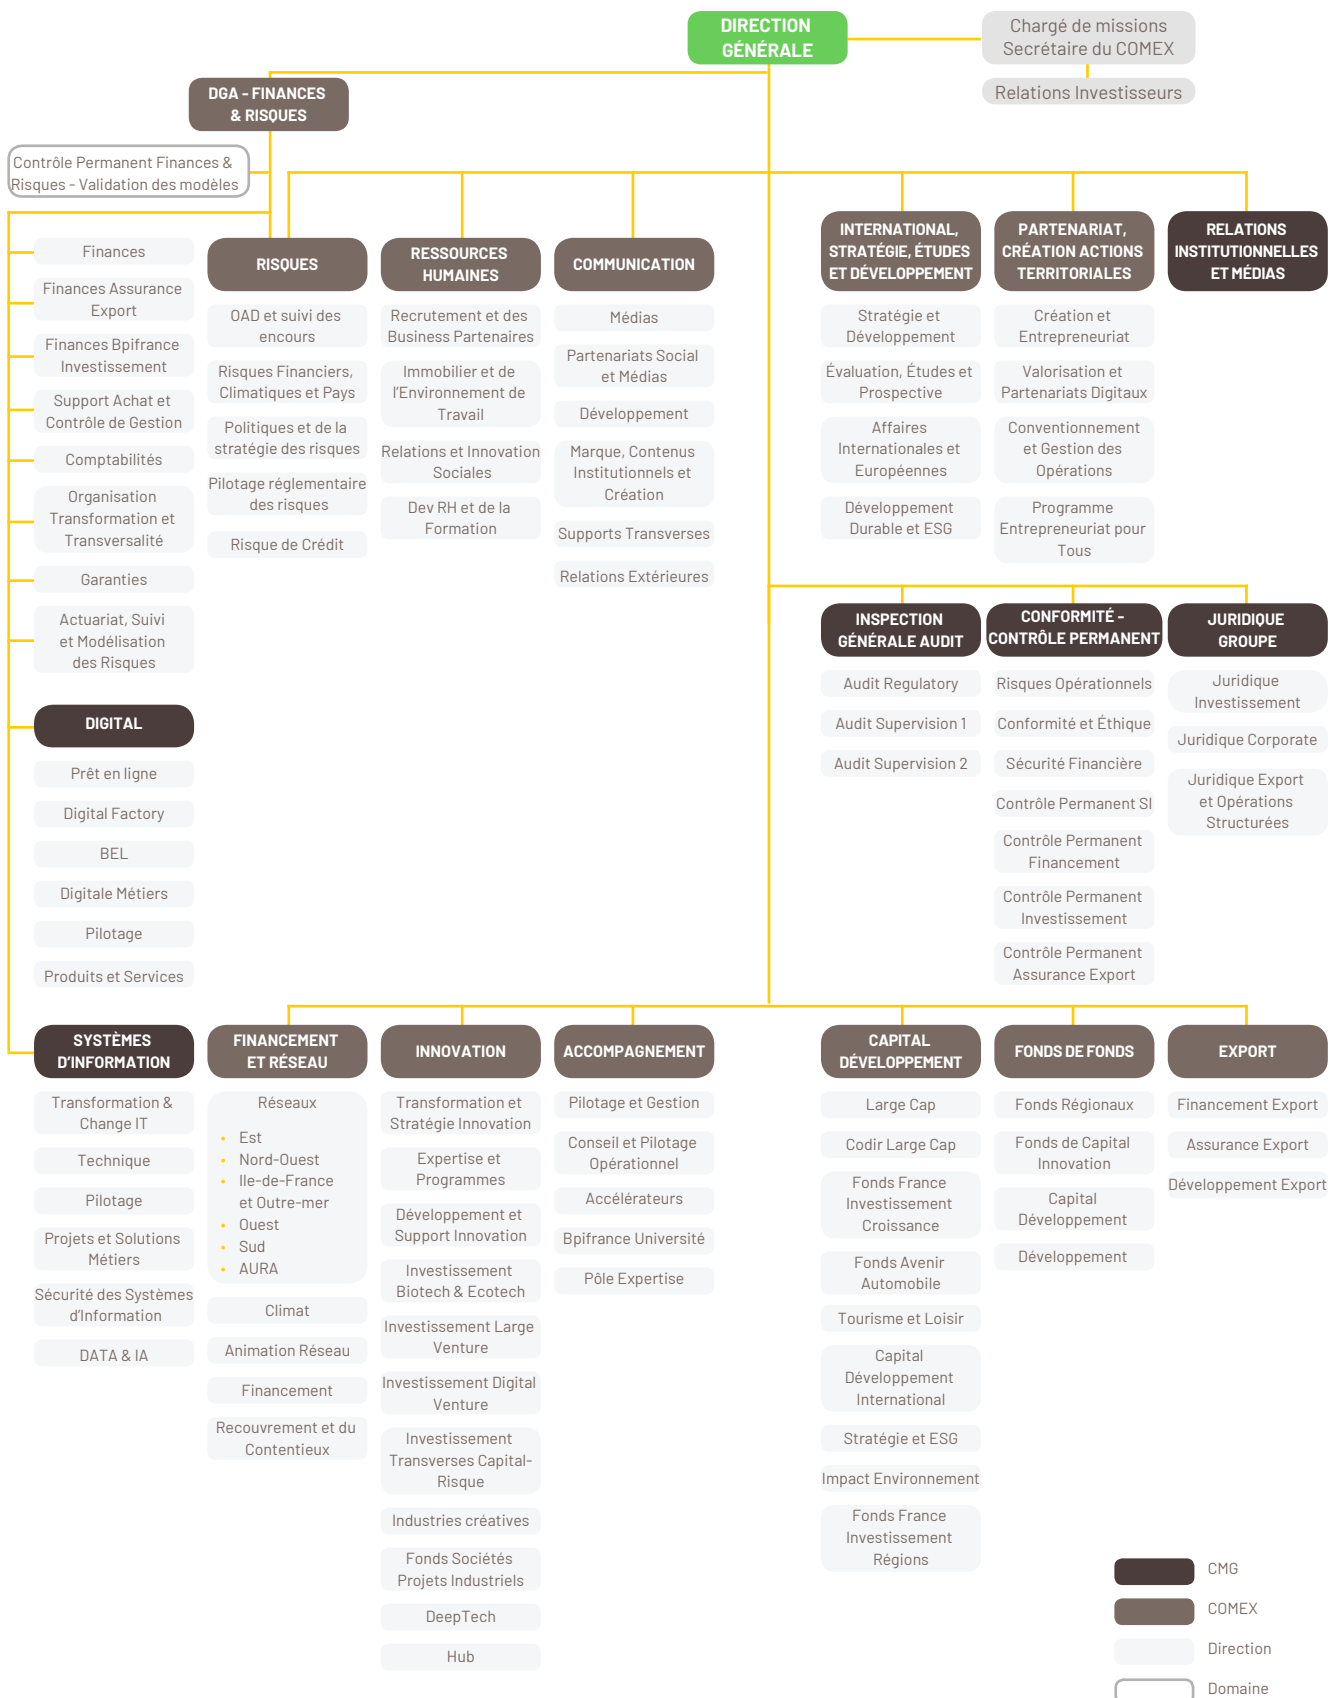 DIRECTION
GÉNÉRALE
Chargé de missions
Secrétaire du COMEX
Relations Investisseurs
DGA - FINANCES
& RISQUES
Contrôle Permanent Finances &
Risques - Validation des modèles
Finances
Finances Assurance
Export
Finances Bpifrance
Investissement
Support Achat et
Contrôle de Gestion
Comptabilités
Organisation
Transformation et
Transversalité
Garanties
Actuariat, Suivi
et Modélisation
des Risques
DIGITAL
Prêt en ligne
Digital Factory
BEL
Digitale Métiers
Pilotage
Produits et Services
SYSTÈMES
D'INFORMATION
Transformation &
Change IT
Technique
Pilotage
Projets et Solutions
Métiers
Sécurité des Systèmes
d'Information
DATA & IA
RISQUES
OAD et suivi des
encours
Risques Financiers,
Climatiques et Pays
Politiques et de la
stratégie des risques
Pilotage réglementaire
des risques
Risque de Crédit
RESSOURCES
HUMAINES
Recrutement et des
Business Partenaires
Immobilier et de
l'Environnement de
Travail
Relations et Innovation
Sociales
Dev RH et de la
Formation
COMMUNICATION
Médias
Partenariats Social
et Médias
Développement
Marque, Contenus
Institutionnels et
Création
Supports Transverses
Relations Extérieures
INTERNATIONAL,
STRATÉGIE, ÉTUDES
ET DÉVELOPPEMENT
Stratégie et
Développement
Évaluation, Études et
Prospective
Affaires
Internationales et
Européennes
Développement
Durable et ESG
PARTENARIAT,
CRÉATION ACTIONS
TERRITORIALES
Création et
Entrepreneuriat
Valorisation et
Partenariats Digitaux
Conventionnement
et Gestion des
Opérations
Programme
Entrepreneuriat pour
Tous
RELATIONS
INSTITUTIONNELLES
ET MÉDIAS
INSPECTION
GÉNÉRALE AUDIT
Audit Regulatory
Audit Supervision 1
Audit Supervision 2
CONFORMITÉ -
CONTRÔLE PERMANENT
Risques Opérationnels
Conformité et Éthique
Sécurité Financière
Contrôle Permanent SI
Contrôle Permanent
Financement
Contrôle Permanent
Investissement
Contrôle Permanent
Assurance Export
JURIDIQUE
GROUPE
Juridique
Investissement
Juridique Corporate
Juridique Export
et Opérations
Structurées
FINANCEMENT
ET RÉSEAU
Réseaux
• Est
• Nord-Ouest
• Ile-de-France
et Outre-mer
• Ouest
• Sud
• AURA
Climat
Animation Réseau
Financement
Recouvrement et du
Contentieux
INNOVATION
Transformation et
Stratégie Innovation
Expertise et
Programmes
Développement et
Support Innovation
Investissement
Biotech & Ecotech
Investissement Large
Venture
Investissement Digital
Venture
Investissement
Transverses Capital-
Risque
Industries créatives
Fonds Sociétés
Projets Industriels
DeepTech
Hub
ACCOMPAGNEMENT
Pilotage et Gestion
Conseil et Pilotage
Opérationnel
Accélérateurs
Bpifrance Université
Pôle Expertise
CAPITAL
DÉVELOPPEMENT
Large Cap
Codir Large Cap
Fonds France
Investissement
Croissance
Fonds Avenir
Automobile
Tourisme et Loisir
Capital
Développement
International
Stratégie et ESG
Impact Environnement
Fonds France
Investissement
Régions
FONDS DE FONDS
Fonds Régionaux
Fonds de Capital
Innovation
Capital
Développement
Développement
EXPORT
Financement Export
Assurance Export
Développement Export
CMG
COMEX
Direction
Domaine